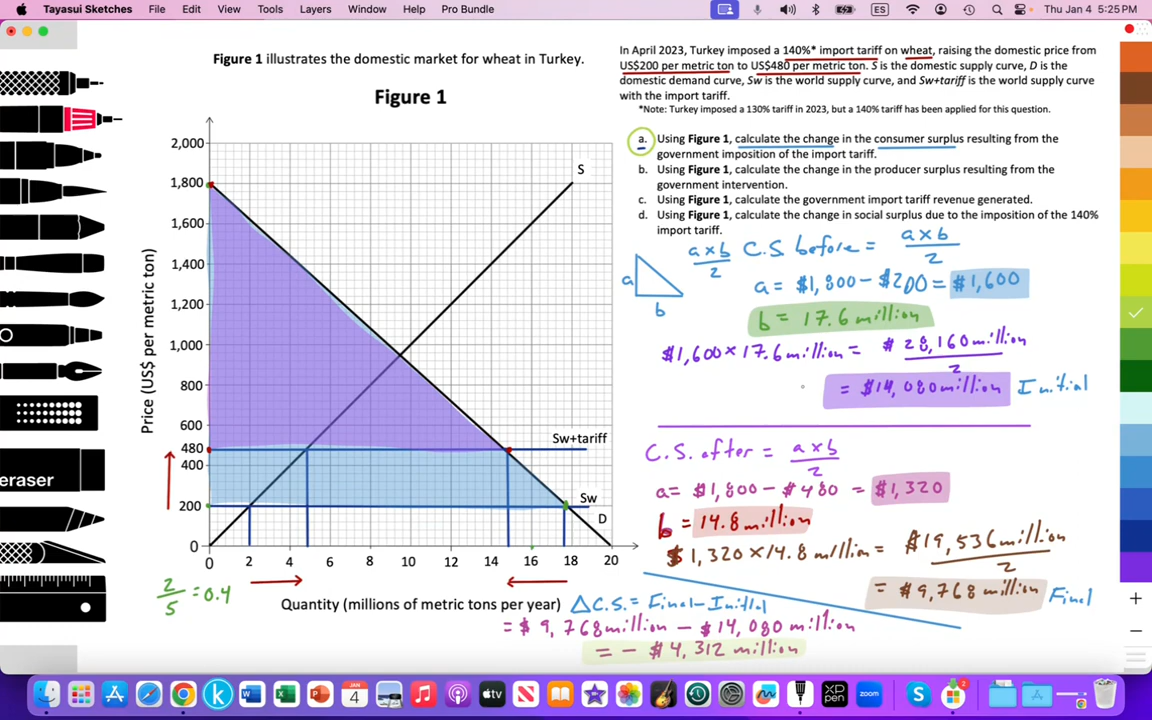 Tayasui Sketches File Edit View Tools Layers Window Help Pro Bundle
ES Thu Jan 4 5:25 PM
Figure 1 illustrates the domestic market for wheat in Turkey.
Figure 1
In April 2023, Turkey imposed a 140%* import tariff on wheat, raising the domestic price from
US$200 per metric ton to US$480 per metric ton. S is the domestic supply curve, D is the
domestic demand curve, Sw is the world supply curve, and Sw+tariff is the world supply curve
with the import tariff.
*Note: Turkey imposed a 130% tariff in 2023, but a 140% tariff has been applied for this question.
a. Using Figure 1, calculate the change in the consumer surplus resulting from the
government imposition of the import tariff.
b. Using Figure 1, calculate the change in the producer surplus resulting from the
government intervention.
c. Using Figure 1, calculate the government import tariff revenue generated.
d. Using Figure 1, calculate the change in social surplus due to the imposition of the 140%
import tariff.
Price (US$ per metric ton)
2,000
1,800
1,600
1,400
1,200
1,000
800
600
480
400
200
0
S
Sw+tariff
Sw
D
0 2 4 6 8 10 12 14 16 18 20
Quantity (millions of metric tons per year)
2/5 = 0.4
a
b
a x b / 2
C.S before = a x b / 2
a = $1,800 - $200 = $1,600
b = 17.6 million
$1,600 x 17.6 million = $28,160 million / 2
= $14,080 million Initial
C.S. after = a x b / 2
a = $1,800 - $480 = $1,320
b = 14.8 million
$1,320 x 14.8 million = $19,536 million / 2
= $9,768 million Final
ΔC.S. = Final - Initial
= $9,768 million - $14,080 million
= - $4,312 million
eraser
tv
zoom